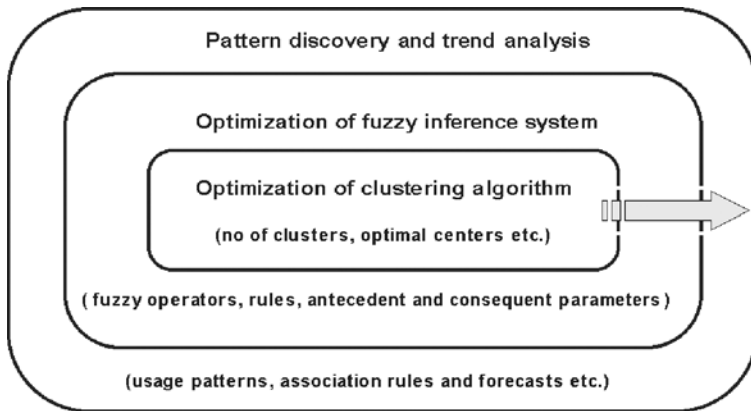 Pattern discovery and trend analysis
Optimization of fuzzy inference system
Optimization of clustering algorithm
(no of clusters, optimal centers etc.)
( fuzzy operators, rules, antecedent and consequent parameters )
(usage patterns, association rules and forecasts etc.)